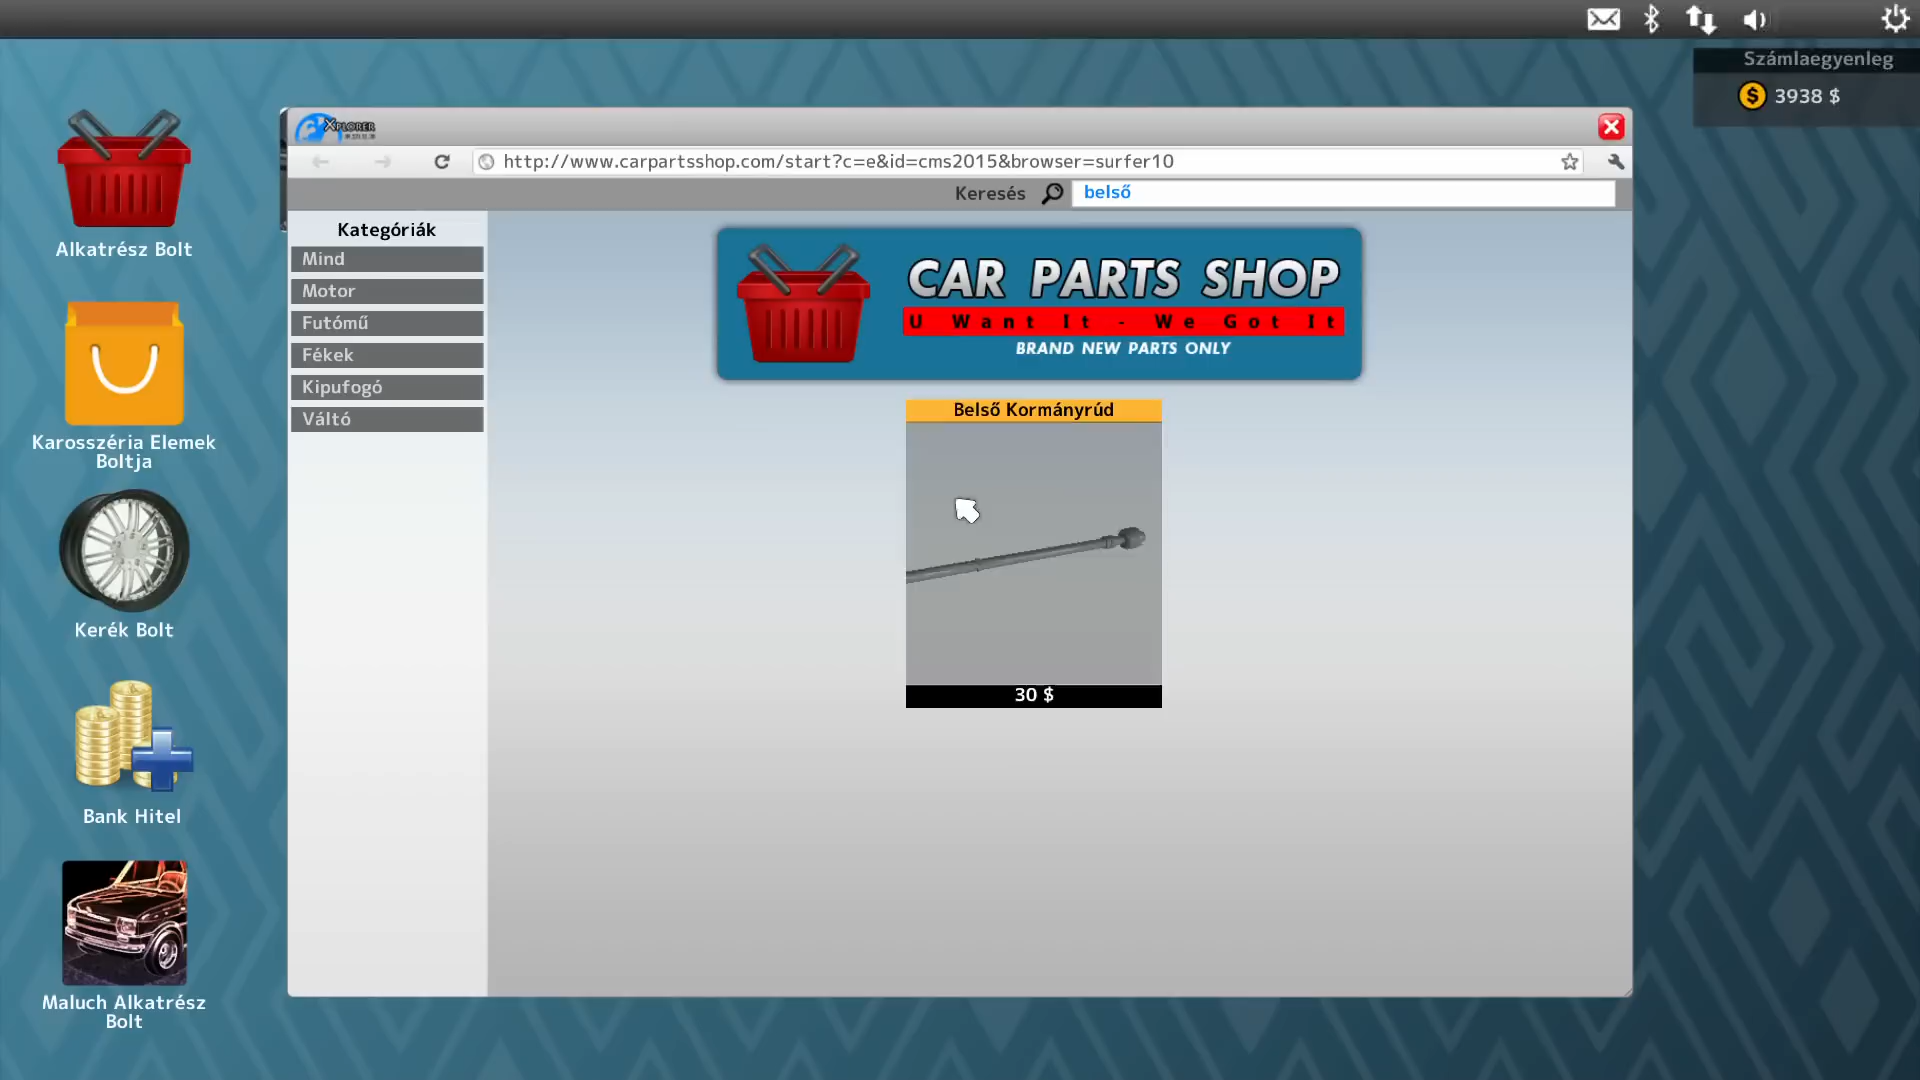 Számlaegyenleg
3938 $
XPLORER
http://www.carpartsshop.com/start?c=e&id=cms2015&browser=surfer10
Keresés
belső
Kategóriák
Mind
Motor
Futómű
Fékek
Kipufogó
Váltó
CAR PARTS SHOP
U Want It - We Got It
BRAND NEW PARTS ONLY
Belső Kormányrúd
30 $
Alkatrész Bolt
Karosszéria Elemek
Boltja
Kerék Bolt
Bank Hitel
Maluch Alkatrész
Bolt